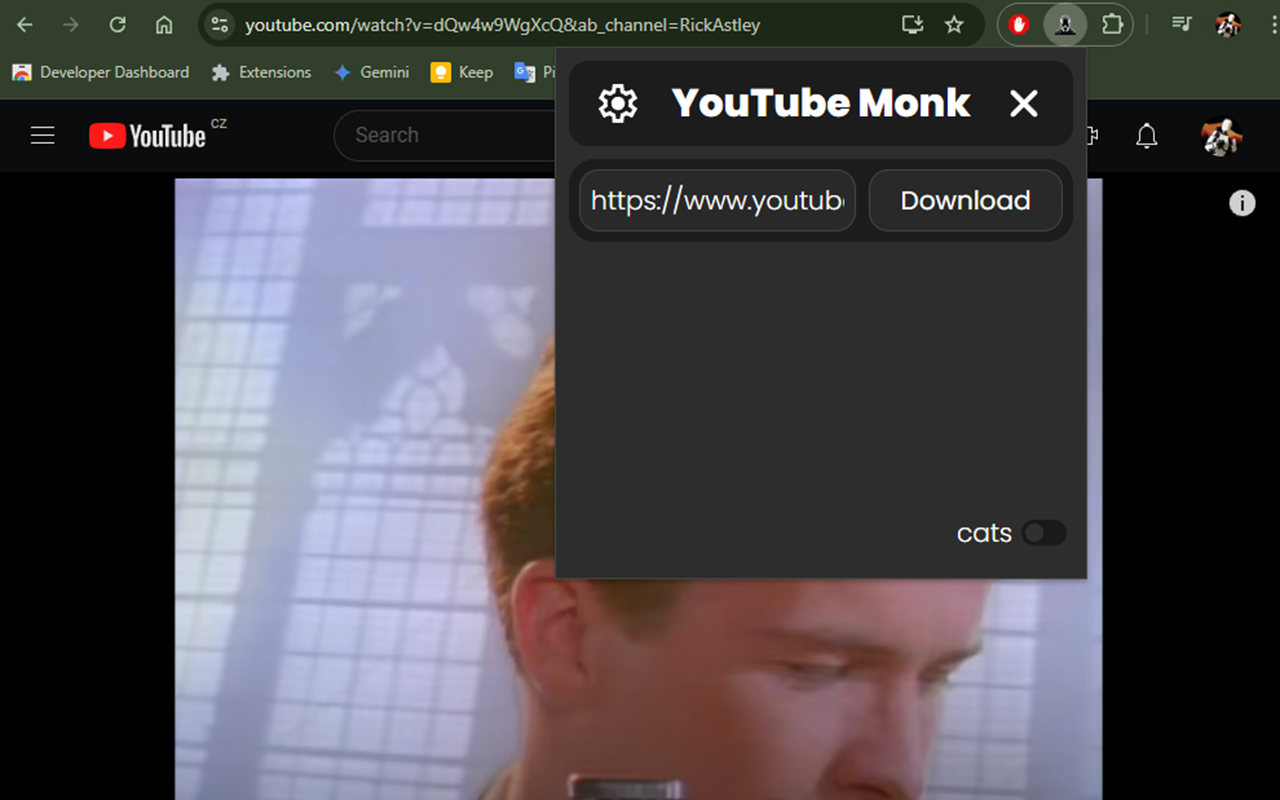 youtube.com/watch?v=dQw4w9WgXcQ&ab_channel=RickAstley
Developer Dashboard
Extensions
Gemini
Keep
YouTube Monk
YouTube CZ
Search
https://www.youtub
Download
cats